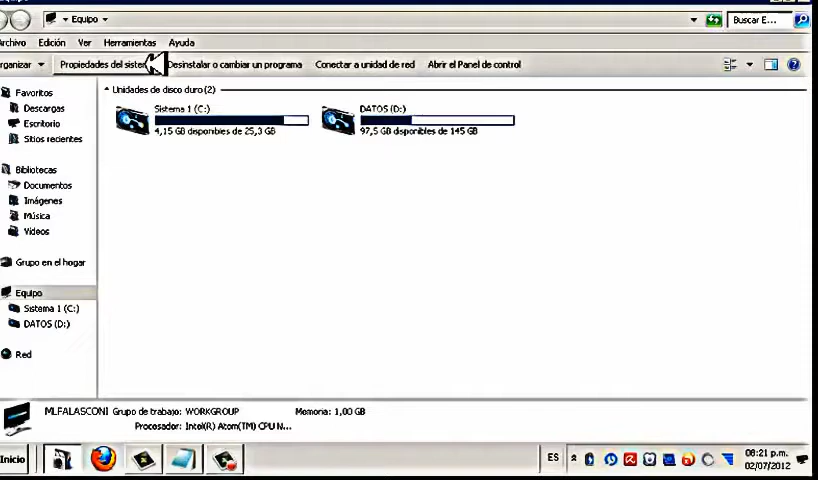 Equipo
Buscar E...
Archivo Edición Ver Herramientas Ayuda
Organizar Propiedades del sistem Desinstalar o cambiar un programa Conectar a unidad de red Abrir el Panel de control
Favoritos
Descargas
Escritorio
Sitios recientes
Bibliotecas
Documentos
Imágenes
Música
Videos
Grupo en el hogar
Equipo
Sistema 1 (C:)
DATOS (D:)
Red
Unidades de disco duro (2)
Sistema 1 (C:)
4,15 GB disponibles de 25,3 GB
DATOS (D:)
97,5 GB disponibles de 145 GB
MLFALASCONI Grupo de trabajo: WORKGROUP Memoria: 1,00 GB
Procesador: Intel(R) Atom(TM) CPU N...
Inicio
ES
08:21 p.m.
02/07/2012